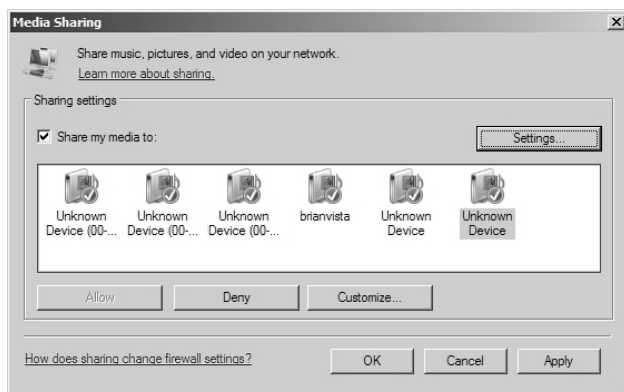 Media Sharing
Share music, pictures, and video on your network.
Learn more about sharing.
Sharing settings
Share my media to:
Settings...
Unknown Device (00-...
Unknown Device (00-...
Unknown Device (00-...
brianvista
Unknown Device
Unknown Device
Allow
Deny
Customize...
How does sharing change firewall settings?
OK
Cancel
Apply